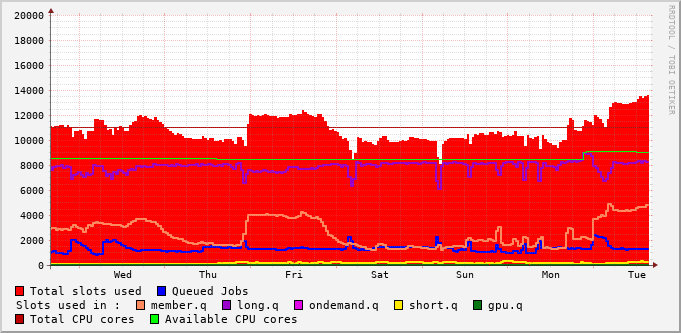 RRDTOOL / TOBI OETIKER
20000
18000
16000
14000
12000
10000
8000
6000
4000
2000
0
Wed Thu Fri Sat Sun Mon Tue
Total slots used Queued Jobs
Slots used in : member.q long.q ondemand.q short.q gpu.q
Total CPU cores Available CPU cores